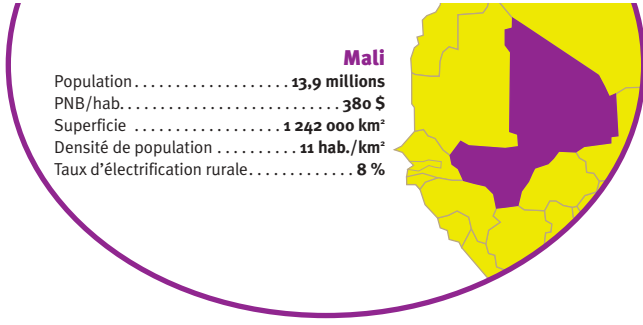 Mali
Population.................. 13,9 millions
PNB/hab........................... 380 $
Superficie .................. 1 242 000 km²
Densité de population .......... 11 hab./km²
Taux d'électrification rurale............. 8 %